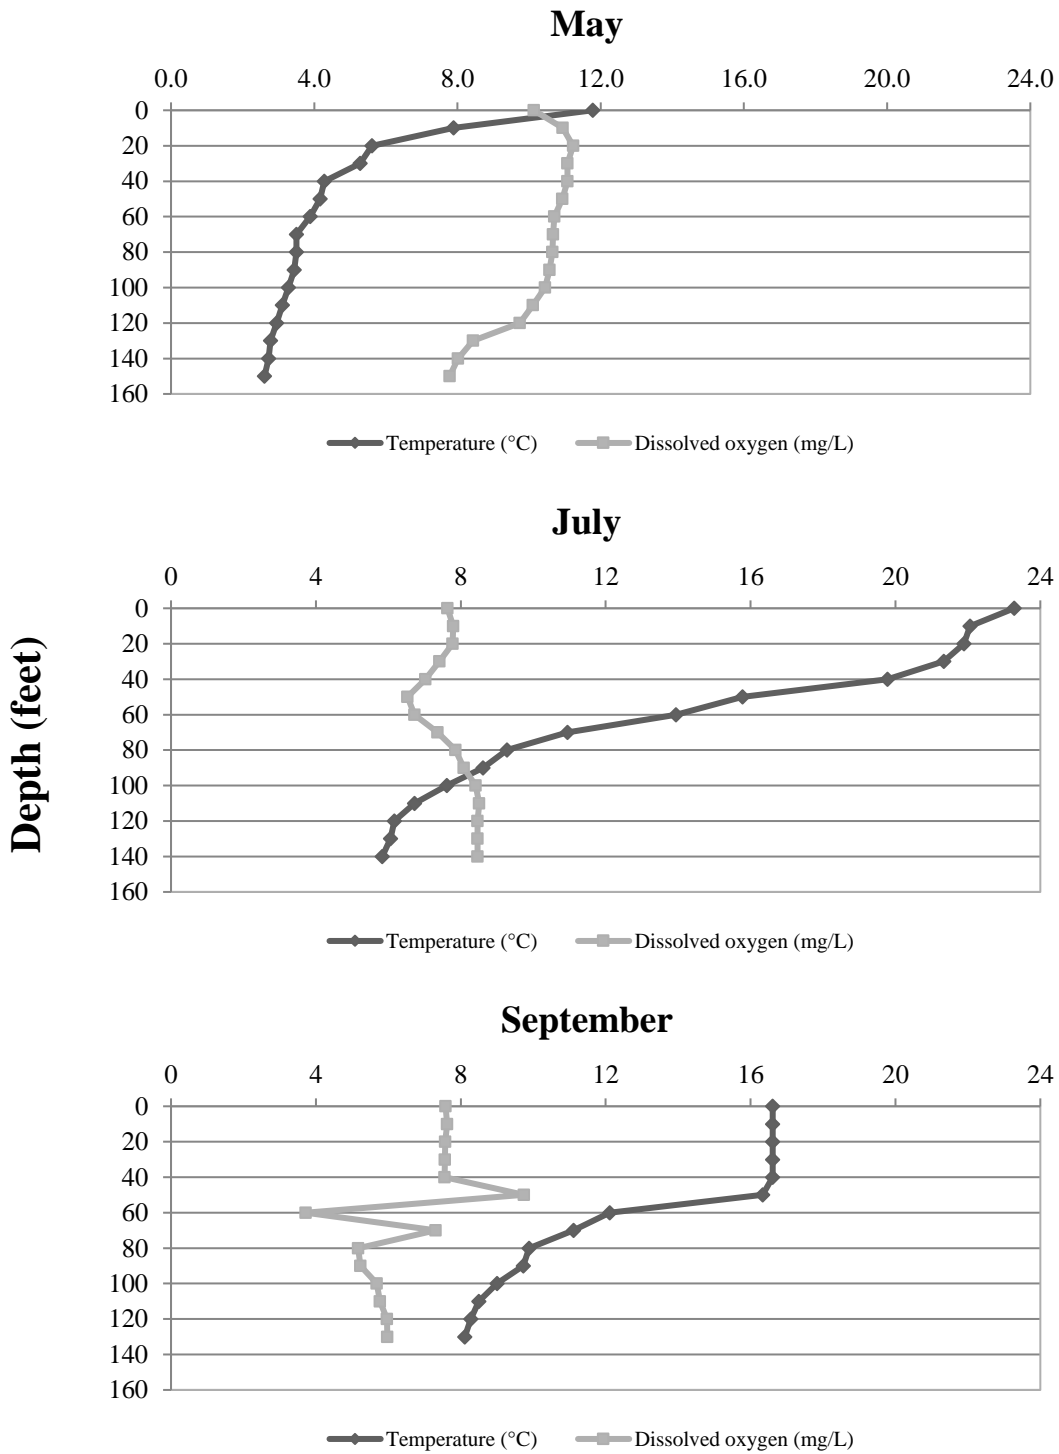 May
0.0 4.0 8.0 12.0 16.0 20.0 24.0
0
20
40
60
80
100
120
140
160
Temperature (°C) Dissolved oxygen (mg/L)
July
0 4 8 12 16 20 24
0
20
40
60
80
100
120
140
160
Depth (feet)
Temperature (°C) Dissolved oxygen (mg/L)
September
0 4 8 12 16 20 24
0
20
40
60
80
100
120
140
160
Temperature (°C) Dissolved oxygen (mg/L)